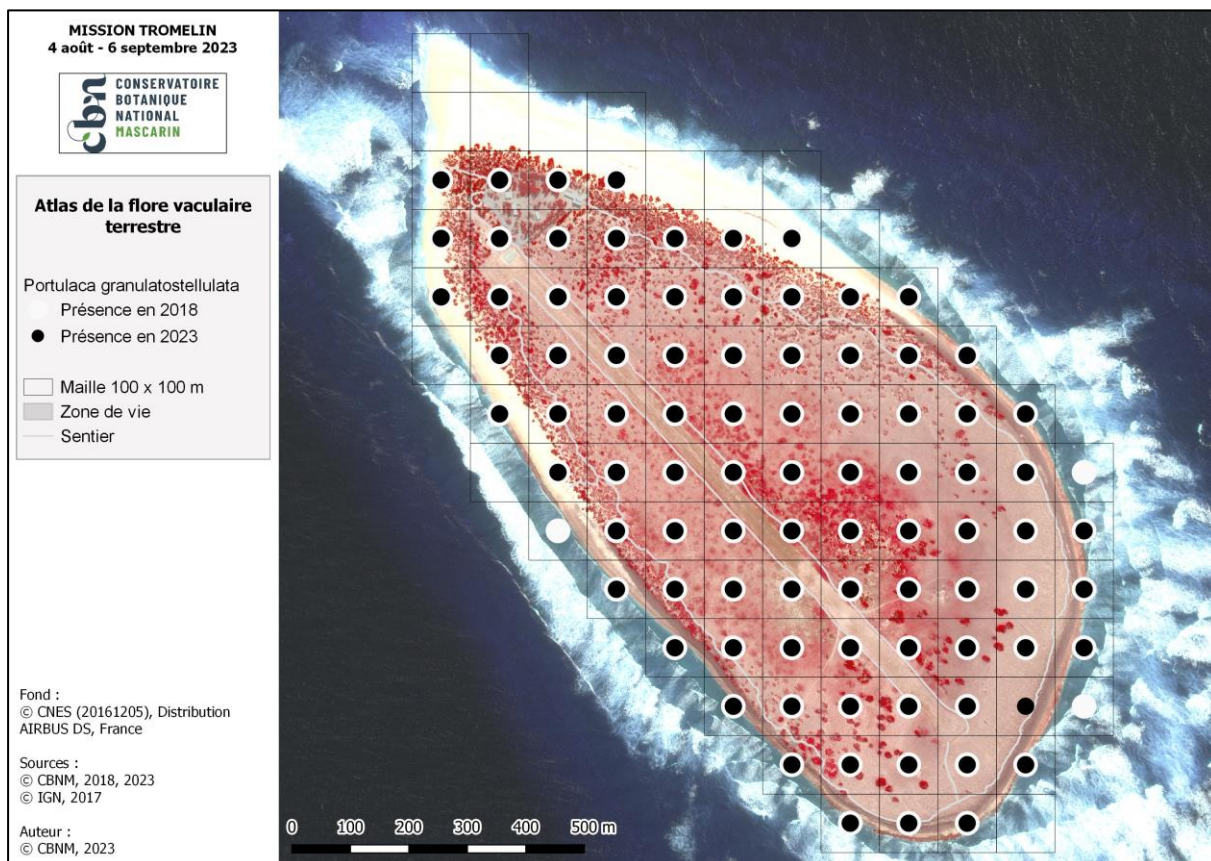 MISSION TROMELIN
4 août - 6 septembre 2023
cbn
CONSERVATOIRE
BOTANIQUE
NATIONAL
MASCARIN
Atlas de la flore vaculaire
terrestre
Portulaca granulatostellulata
Présence en 2018
Présence en 2023
Maille 100 x 100 m
Zone de vie
Sentier
Fond :
© CNES (20161205), Distribution
AIRBUS DS, France
Sources :
© CBNM, 2018, 2023
© IGN, 2017
Auteur :
© CBNM, 2023
0 100 200 300 400 500 m